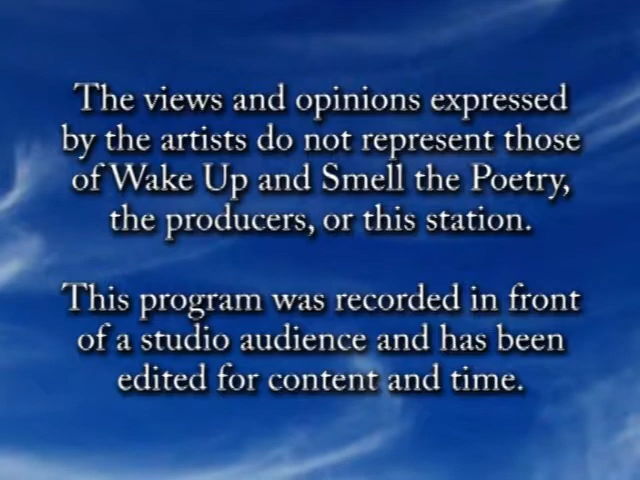 The views and opinions expressed
by the artists do not represent those
of Wake Up and Smell the Poetry,
the producers, or this station.
This program was recorded in front
of a studio audience and has been
edited for content and time.